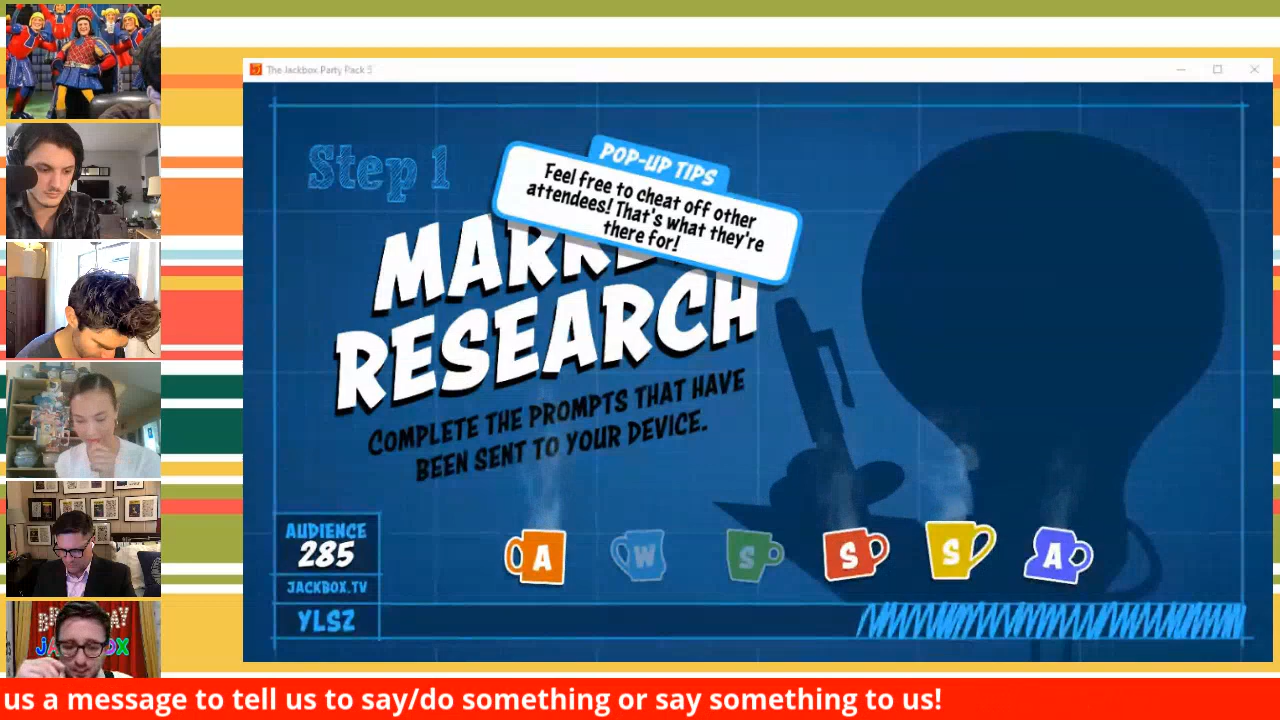 The Jackbox Party Pack 5
Step 1
POP-UP TIPS
Feel free to cheat off other
attendees! That's what they're
there for!
RESEARCH
COMPLETE THE PROMPTS THAT HAVE
BEEN SENT TO YOUR DEVICE.
AUDIENCE
285
JACKBOX.TV
YLSZ
A
W
S
S
S
A
us a message to tell us to say/do something or say something to us!